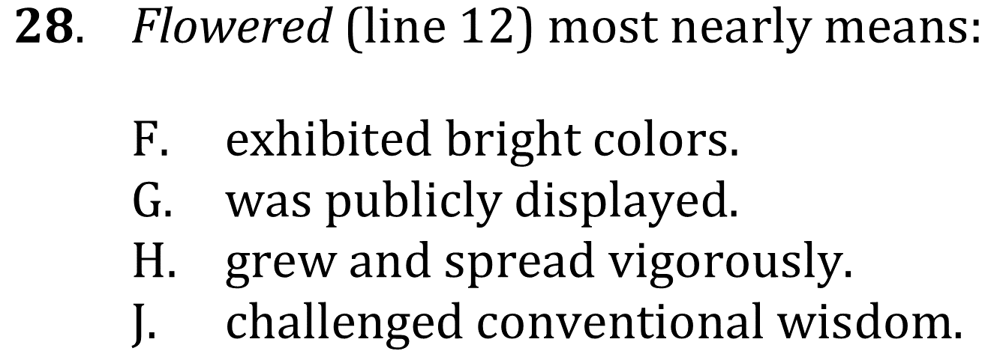 28. Flowered (line 12) most nearly means:
F. exhibited bright colors.
G. was publicly displayed.
H. grew and spread vigorously.
J. challenged conventional wisdom.